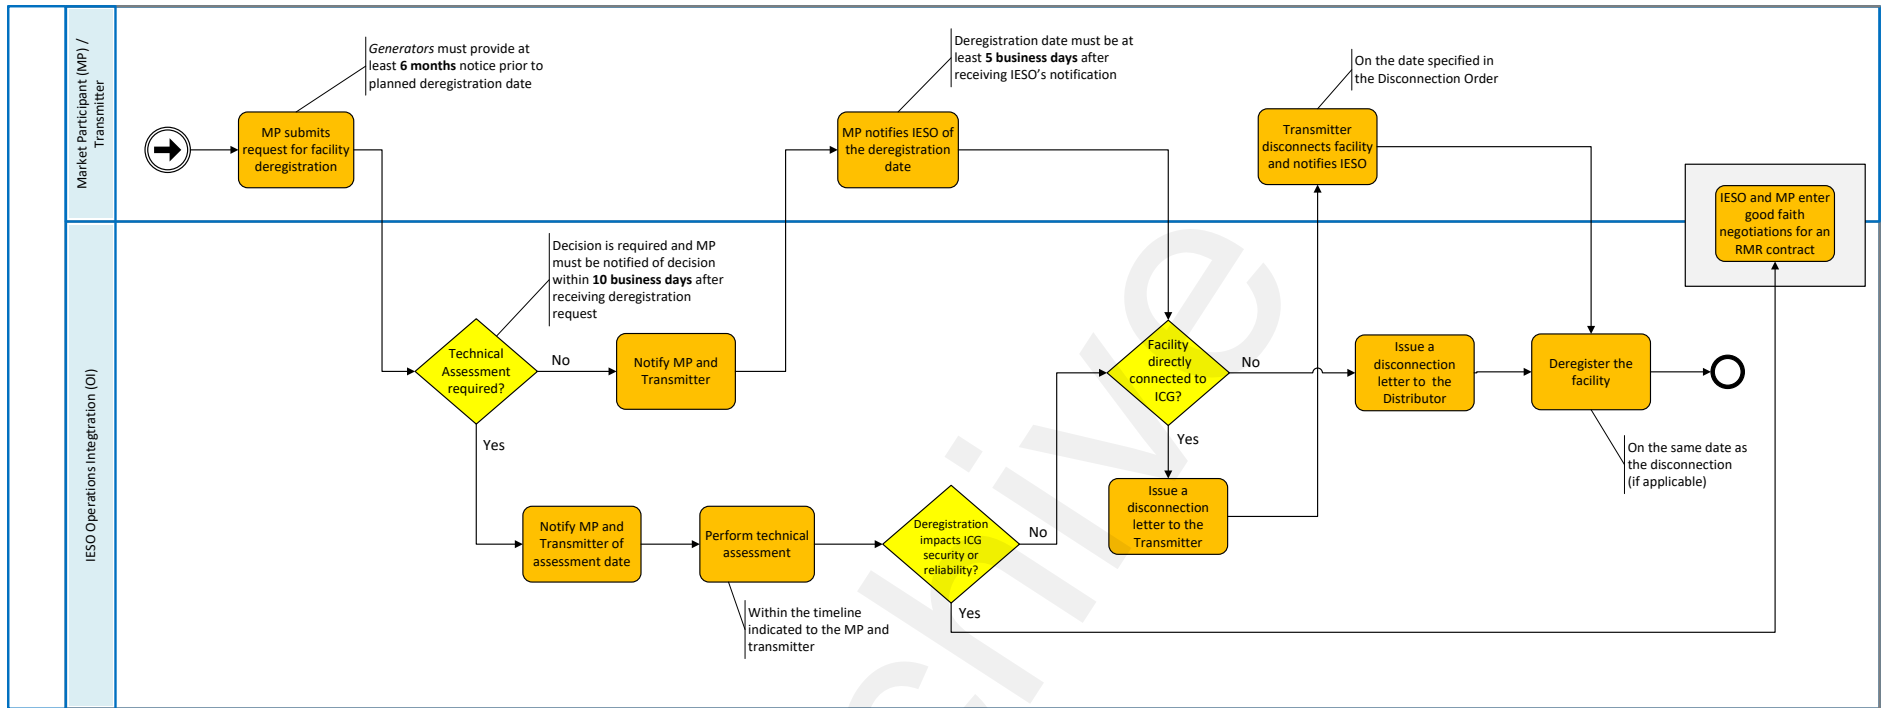 Market Participant (MP) /
Transmitter
Generators must provide at
least 6 months notice prior to
planned deregistration date
MP submits
request for facility
deregistration
Deregistration date must be at
least 5 business days after
receiving IESO's notification
MP notifies IESO of
the deregistration
date
On the date specified in
the Disconnection Order
Transmitter
disconnects facility
and notifies IESO
IESO and MP enter
good faith
negotiations for an
RMR contract
IESO Operations Integtration (OI)
Decision is required and MP
must be notified of decision
within 10 business days after
receiving deregistration
request
Technical
Assessment
required?
No
Notify MP and
Transmitter
Yes
Notify MP and
Transmitter of
assessment date
Perform technical
assessment
Within the timeline
indicated to the MP and
transmitter
Deregistration
impacts ICG
security or
reliability?
No
Yes
Facility
directly
connected to
ICG?
No
Yes
Issue a
disconnection
letter to the
Transmitter
Issue a
disconnection
letter to the
Distributor
Deregister the
facility
On the same date as
the disconnection
(if applicable)
chive